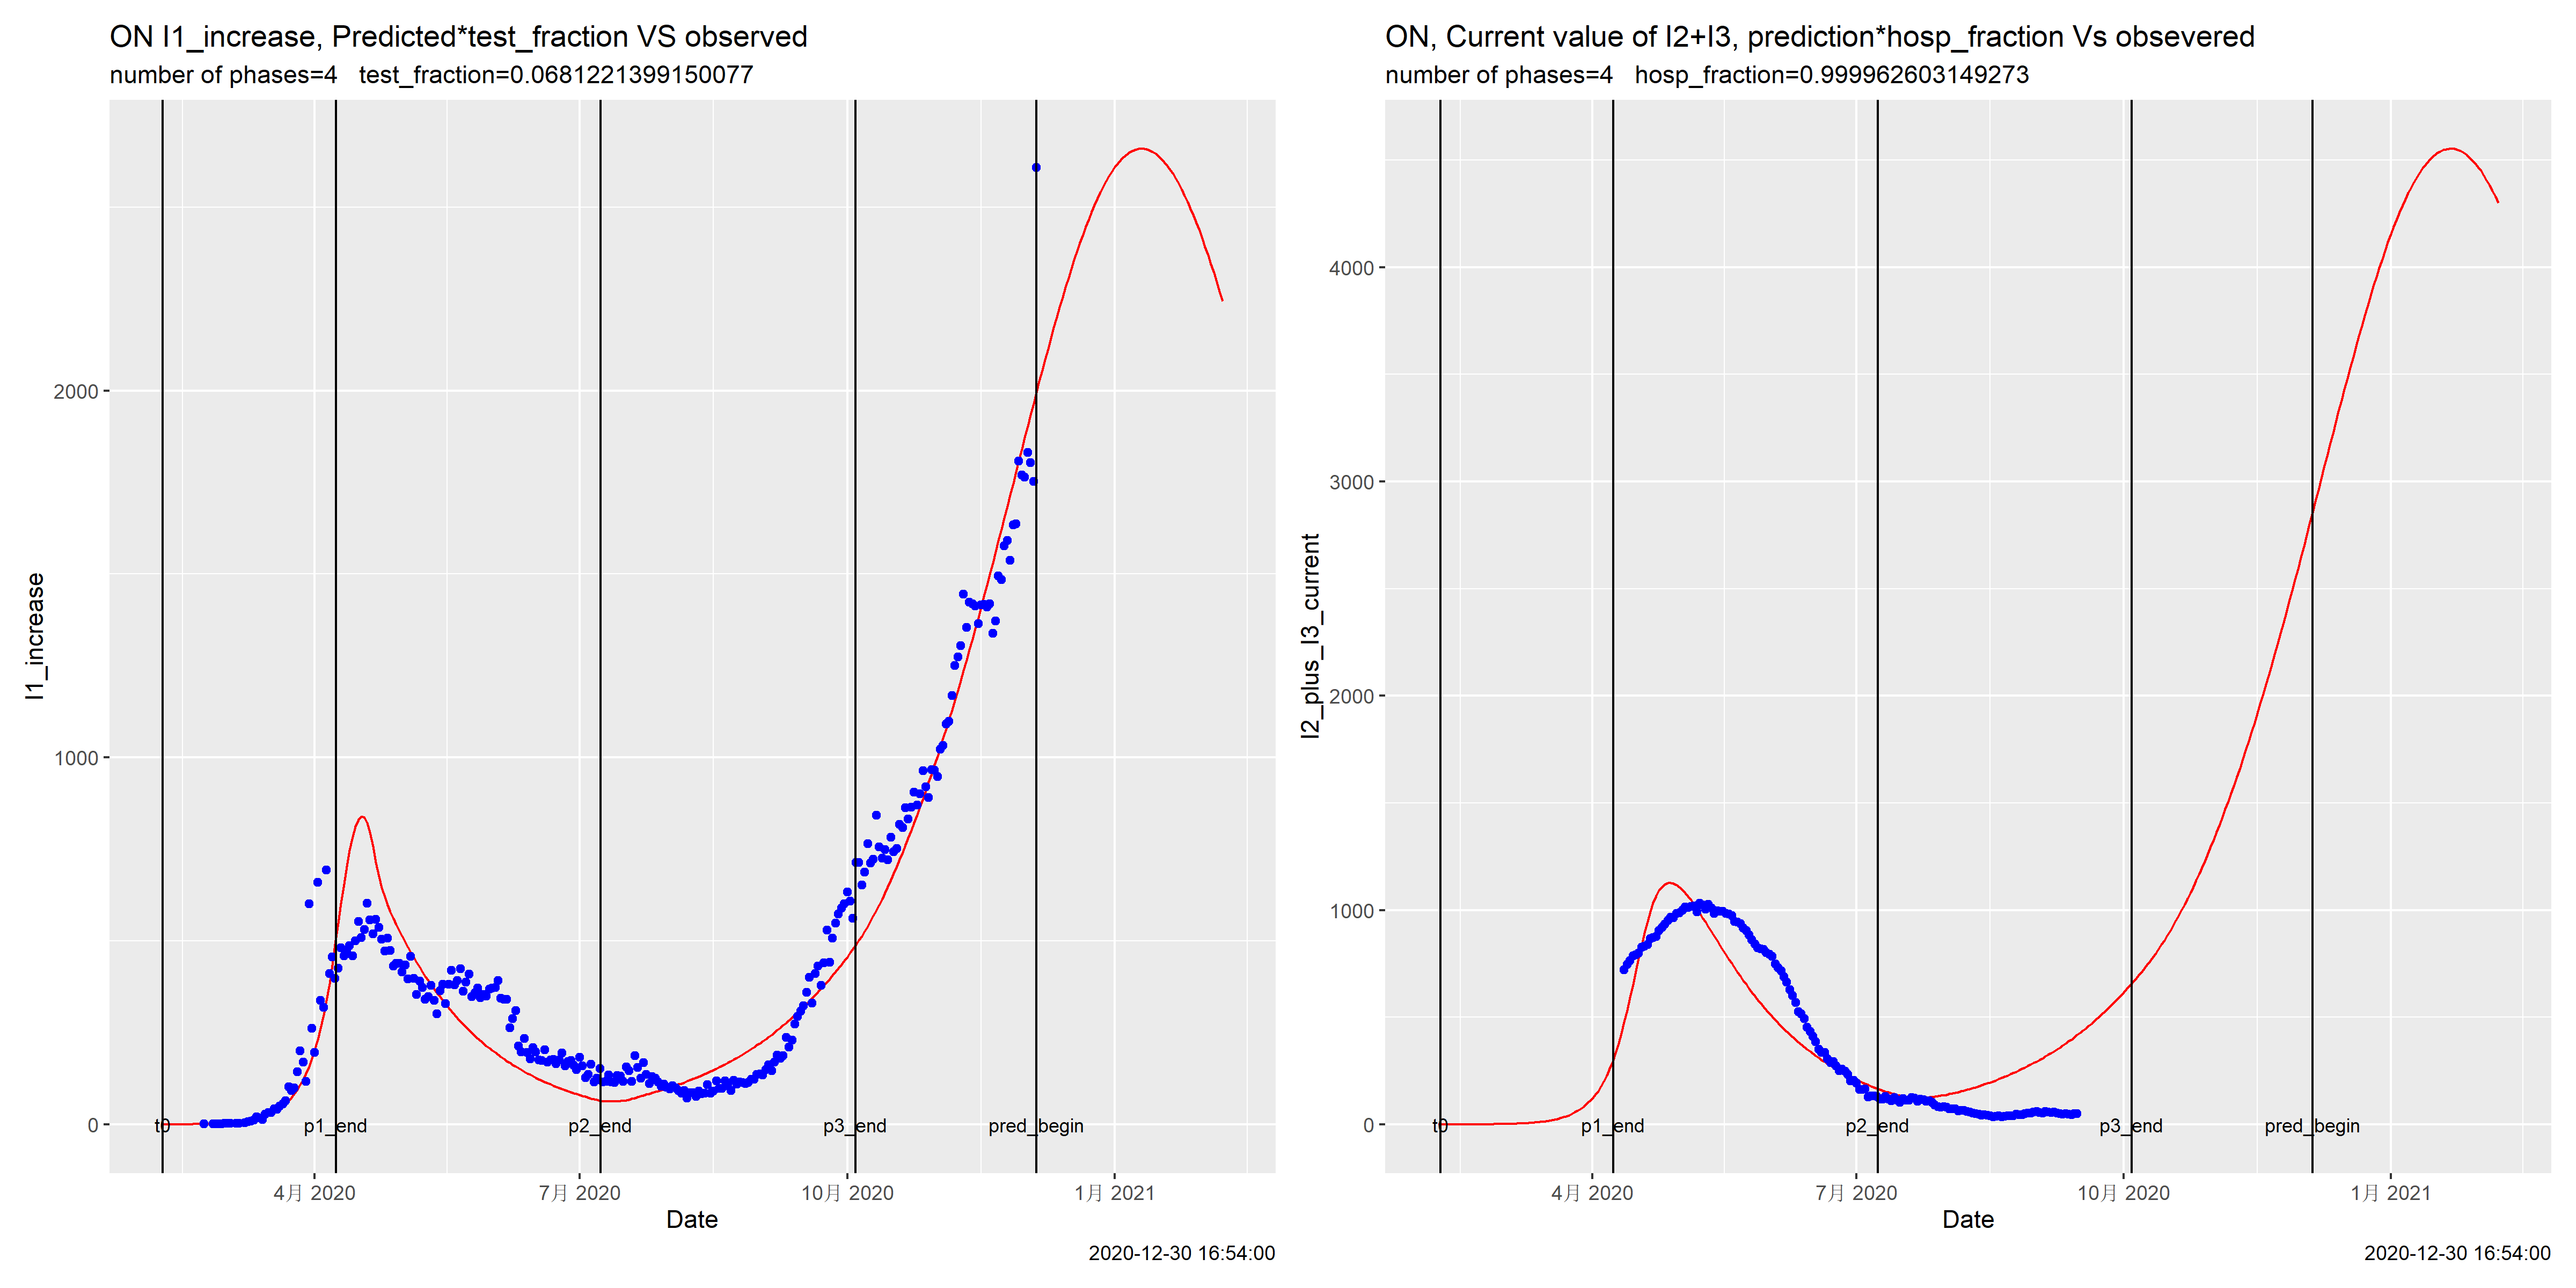 ON I1_increase, Predicted*test_fraction VS observed
number of phases=4 test_fraction=0.0681221399150077
I1_increase
2000
1000
0
t0
p1_end
p2_end
p3_end
pred_begin
4月 2020
7月 2020
10月 2020
1月 2021
Date
2020-12-30 16:54:00
ON, Current value of I2+I3, prediction*hosp_fraction Vs obsevered
number of phases=4 hosp_fraction=0.999962603149273
I2_plus_I3_current
4000
3000
2000
1000
0
t0
p1_end
p2_end
p3_end
pred_begin
4月 2020
7月 2020
10月 2020
1月 2021
Date
2020-12-30 16:54:00